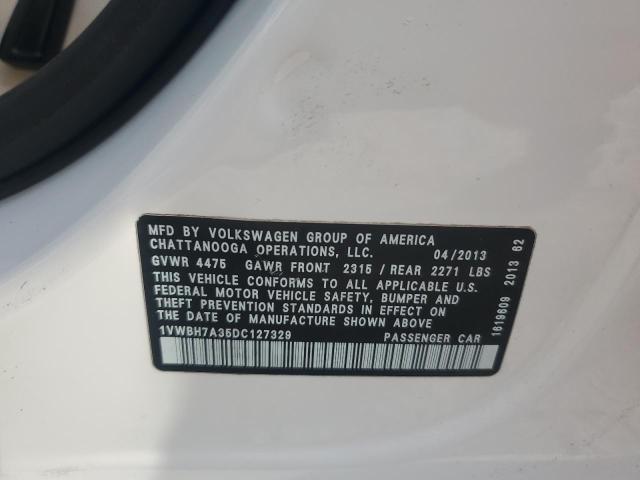 MFD BY VOLKSWAGEN GROUP OF AMERICA
CHATTANOOGA OPERATIONS, LLC. 04/2013
GVWR 4475 GAWR FRONT 2315 / REAR 2271 LBS
THIS VEHICLE CONFORMS TO ALL APPLICABLE U.S.
FEDERAL MOTOR VEHICLE SAFETY, BUMPER AND
THEFT PREVENTION STANDARDS IN EFFECT ON
THE DATE OF MANUFACTURE SHOWN ABOVE.
1VWBH7A35DC127329 PASSENGER CAR
1619609 2013 62